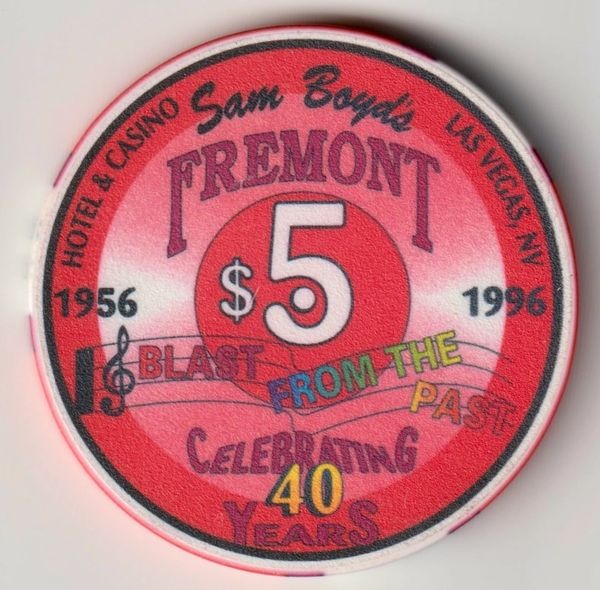 HOTEL & CASINO
Sam Boyd's
LAS VEGAS, NV
FREMONT
$5
1956
1996
BLAST
FROM THE
PAST
CELEBRATING
40
YEARS